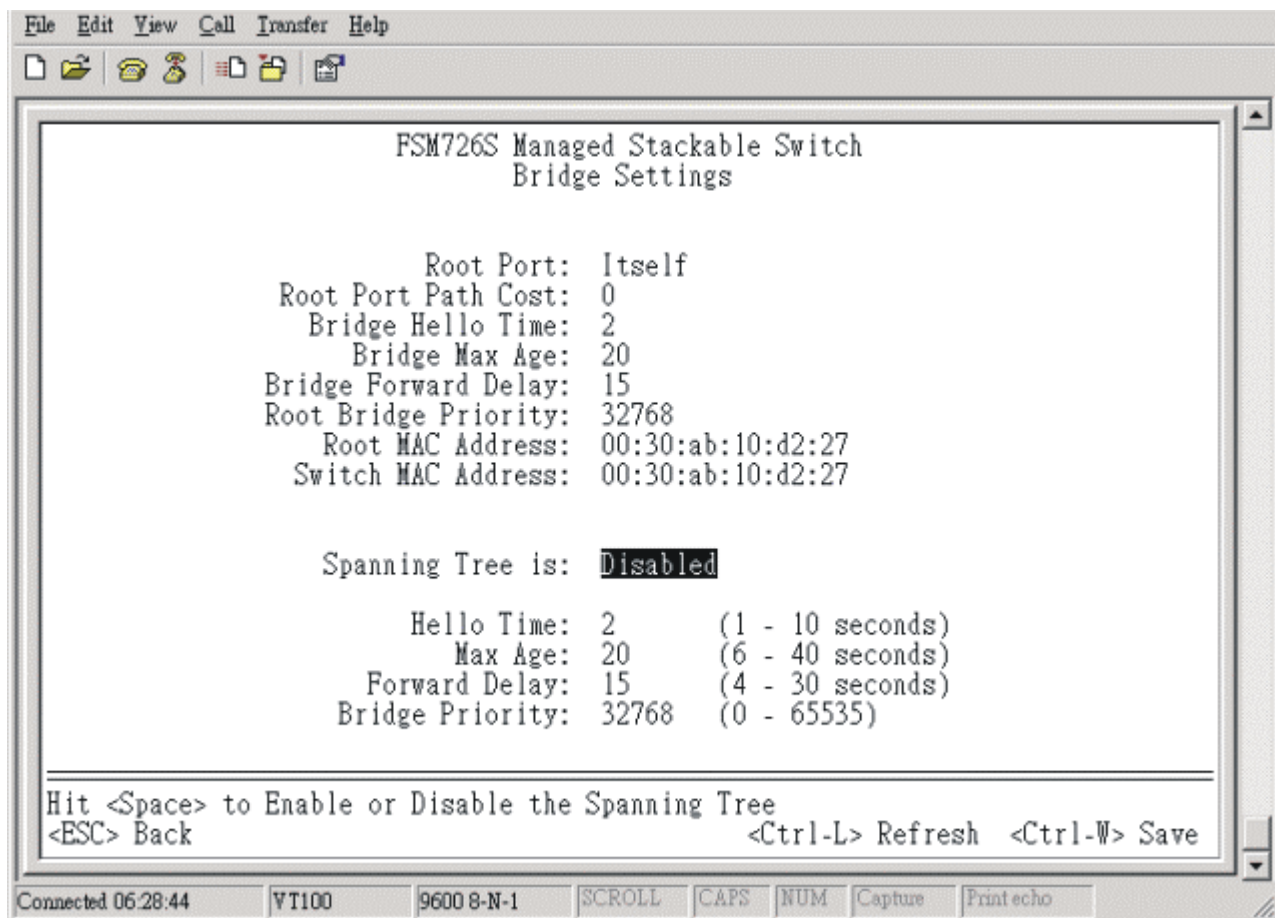 File Edit View Call Transfer Help
FSM726S Managed Stackable Switch
Bridge Settings
Root Port: Itself
Root Port Path Cost: 0
Bridge Hello Time: 2
Bridge Max Age: 20
Bridge Forward Delay: 15
Root Bridge Priority: 32768
Root MAC Address: 00:30:ab:10:d2:27
Switch MAC Address: 00:30:ab:10:d2:27
Spanning Tree is: Disabled
Hello Time: 2 (1 - 10 seconds)
Max Age: 20 (6 - 40 seconds)
Forward Delay: 15 (4 - 30 seconds)
Bridge Priority: 32768 (0 - 65535)
Hit <Space> to Enable or Disable the Spanning Tree
<ESC> Back <Ctrl-L> Refresh <Ctrl-W> Save
Connected 06:28:44 VT100 9600 8-N-1 SCROLL CAPS NUM Capture Print echo